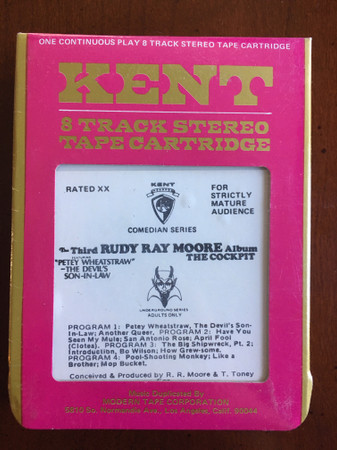 ONE CONTINUOUS PLAY 8 TRACK STEREO TAPE CARTRIDGE
KENT
8 TRACK STEREO
TAPE CARTRIDGE
RATED XX
KENT
FOR
STRICTLY
MATURE
AUDIENCE
COMEDIAN SERIES
The Third RUDY RAY MOORE Album
THE COCKPIT
"PETEY WHEATSTRAW"
—THE DEVIL'S
SON-IN-LAW
UNDERGROUND SERIES
ADULTS ONLY
PROGRAM 1: Petey Wheatstraw, The Devil's Son-
In-Law; Another Queer. PROGRAM 2: Have You
Seen My Mule; San Antonio Rose; April Fool
(Clotea). PROGRAM 3: The Big Shipwreck, Pt. 2;
Introduction, Bo Wilson; How Grew-some.
PROGRAM 4: Pool-Shooting Monkey; Like a
Brother; Mop Bucket.
Conceived & Produced by R. R. Moore & T. Toney
Music Duplicated By
MODERN TAPE CORPORATION
5810 So. Normandie Ave., Los Angeles, Calif. 90044